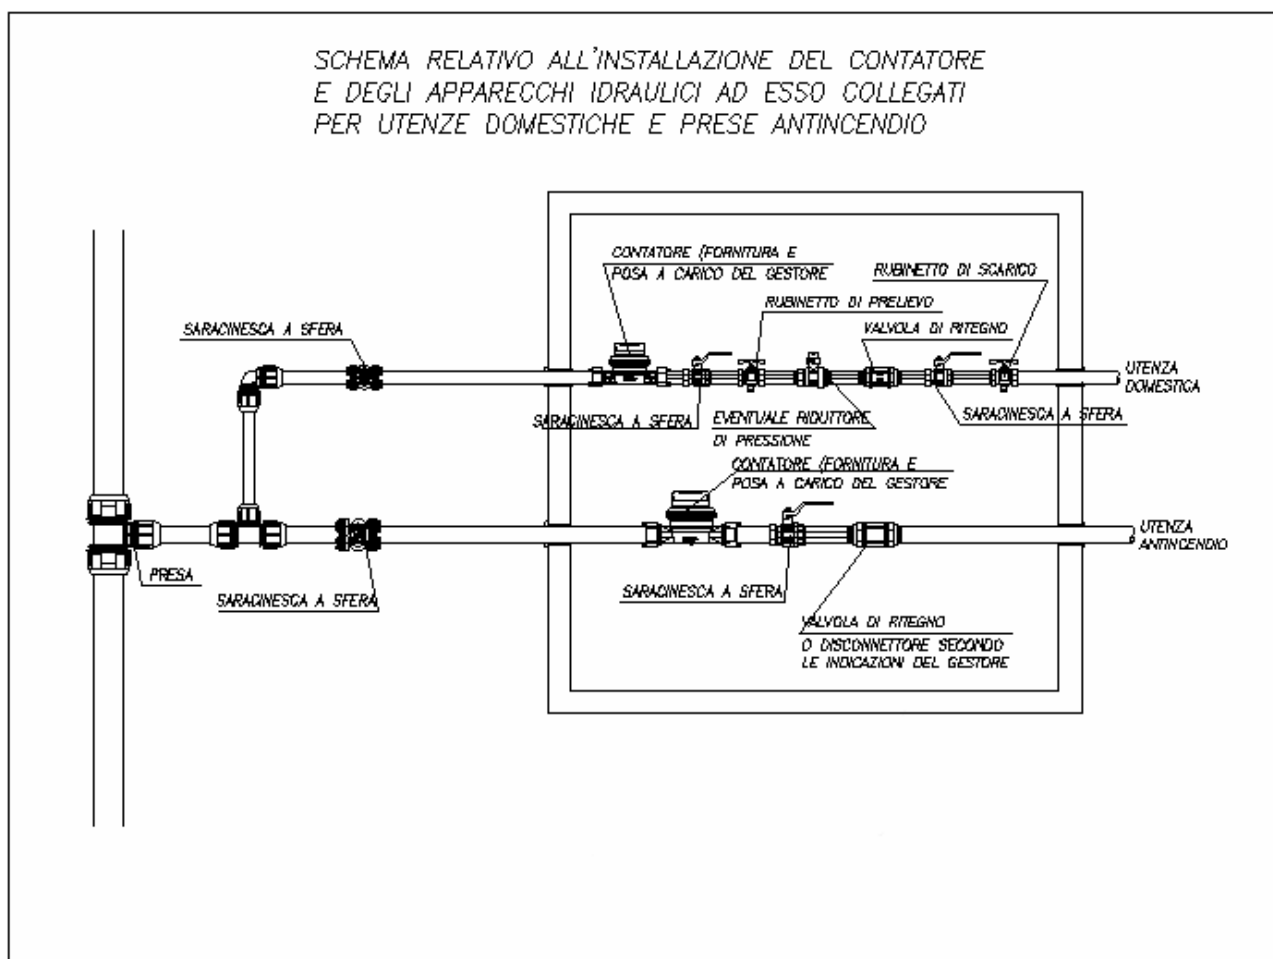 SCHEMA RELATIVO ALL'INSTALLAZIONE DEL CONTATORE
E DEGLI APPARECCHI IDRAULICI AD ESSO COLLEGATI
PER UTENZE DOMESTICHE E PRESE ANTINCENDIO
CONTATORE (FORNITURA E
POSA A CARICO DEL GESTORE
RUBINETTO DI SCARICO
RUBINETTO DI PRELIEVO
SARACINESCA A SFERA
VALVOLA DI RITEGNO
UTENZA
DOMESTICA
SARACINESCA A SFERA
EVENTUALE RIDUTTORE
DI PRESSIONE
SARACINESCA A SFERA
CONTATORE (FORNITURA E
POSA A CARICO DEL GESTORE
UTENZA
ANTINCENDIO
PRESA
SARACINESCA A SFERA
SARACINESCA A SFERA
VALVOLA DI RITEGNO
O DISCONNETTORE SECONDO
LE INDICAZIONI DEL GESTORE